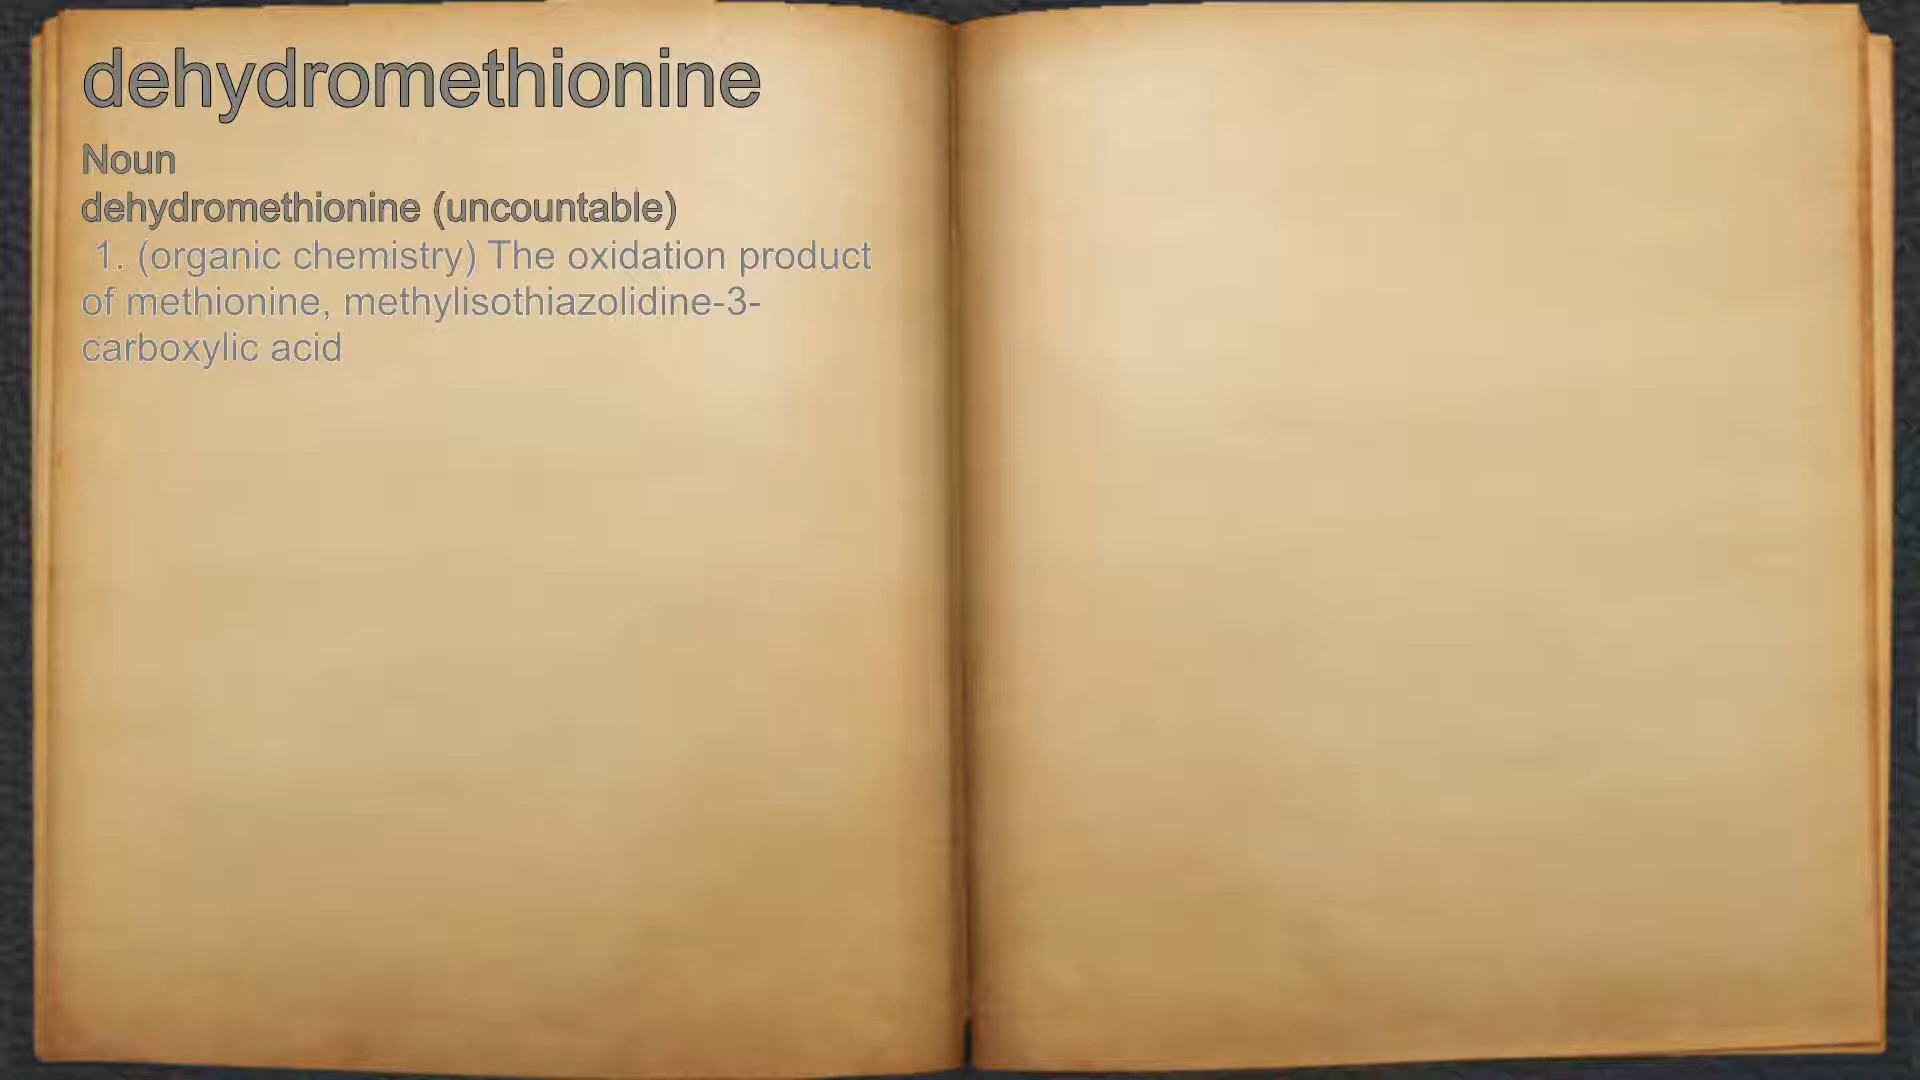 dehydromethionine
Noun
dehydromethionine (uncountable)
1. (organic chemistry) The oxidation product
of methionine, methylisothiazolidine-3-
carboxylic acid